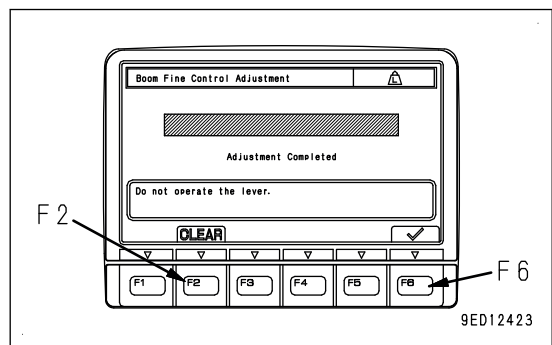 Boom Fine Control Adjustment L
Adjustment Completed
Do not operate the lever.
CLEAR
F2
F1 F2 F3 F4 F5 F6
F6
9ED12423